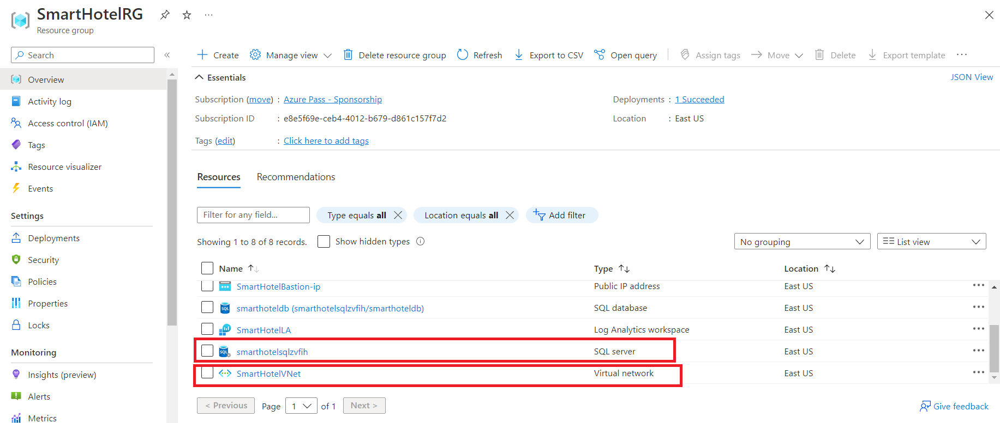 SmartHotelRG
Resource group
Search
Create
Manage view
Delete resource group
Refresh
Export to CSV
Open query
Assign tags
Move
Delete
Export template
Overview
Activity log
Access control (IAM)
Tags
Resource visualizer
Events
Settings
Deployments
Security
Policies
Properties
Locks
Monitoring
Insights (preview)
Alerts
Metrics
Essentials
JSON View
Subscription (move) : Azure Pass - Sponsorship
Deployments : 1 Succeeded
Subscription ID : e8e5f69e-ceb4-4012-b679-d861c157f7d2
Location : East US
Tags (edit) : Click here to add tags
Resources Recommendations
Filter for any field...
Type equals all
Location equals all
Add filter
Showing 1 to 8 of 8 records.
Show hidden types
No grouping
List view
Name Type Location
SmartHotelBastion-ip Public IP address East US
SQL smarthoteldb (smarthotelsqlzvfih/smarthoteldb) SQL database East US
SmartHotelLA Log Analytics workspace East US
SQL smarthotelsqlzvfih SQL server East US
SmartHotelVNet Virtual network East US
< Previous Page 1 of 1 Next >
Give feedback